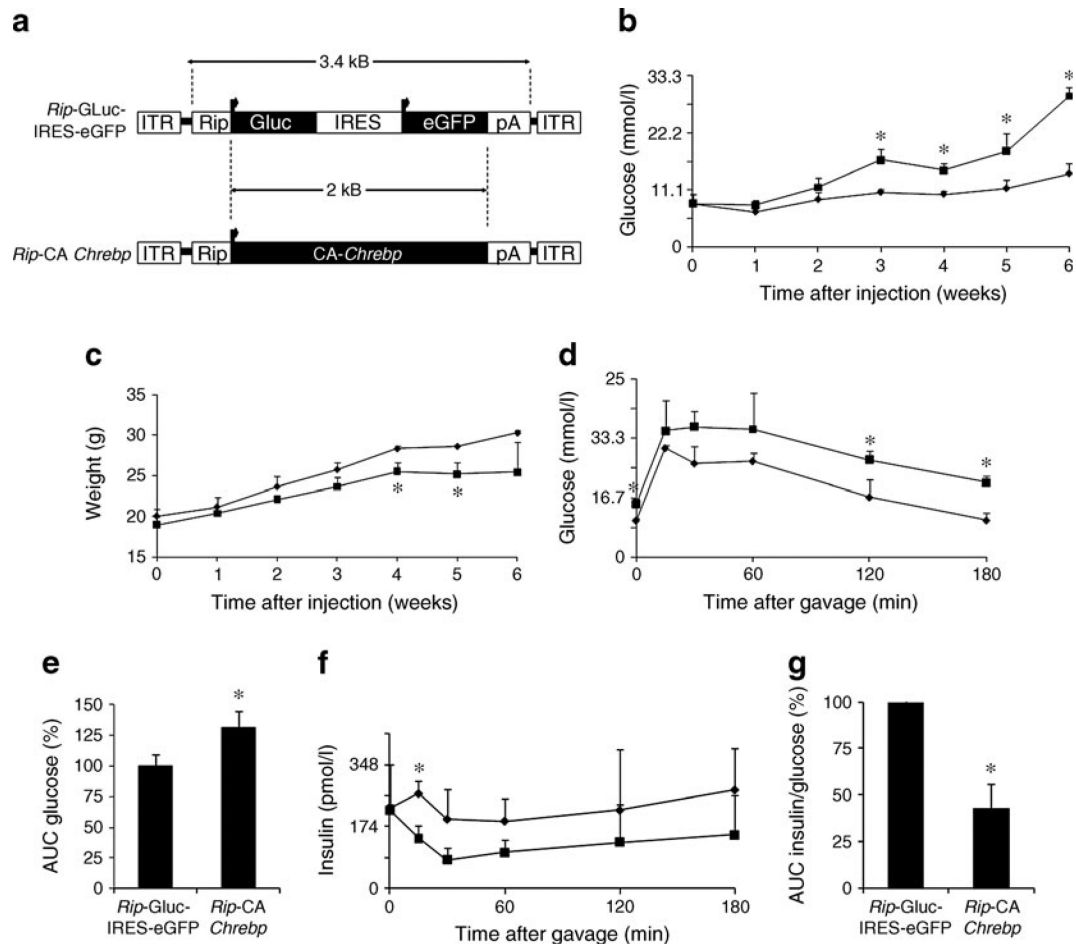 a
3.4 kB
Rip-GLuc-
IRES-eGFP
ITR Rip Gluc IRES eGFP pA ITR
2 kB
Rip-CA Chrebp
ITR Rip CA-Chrebp pA ITR
b
Glucose (mmol/l)
33.3
22.2
11.1
0
* * * * 
0 1 2 3 4 5 6
Time after injection (weeks)
c
Weight (g)
35
30
25
20
15
* *
0 1 2 3 4 5 6
Time after injection (weeks)
d
Glucose (mmol/l)
25
33.3
16.7
0
* * *
0 60 120 180
Time after gavage (min)
e
AUC glucose (%)
150
125
100
75
50
25
0
*
Rip-Gluc-
IRES-eGFP
Rip-CA
Chrebp
f
Insulin (pmol/l)
348
174
0
*
0 60 120 180
Time after gavage (min)
g
AUC insulin/glucose (%)
100
75
50
25
0
*
Rip-Gluc-
IRES-eGFP
Rip-CA
Chrebp